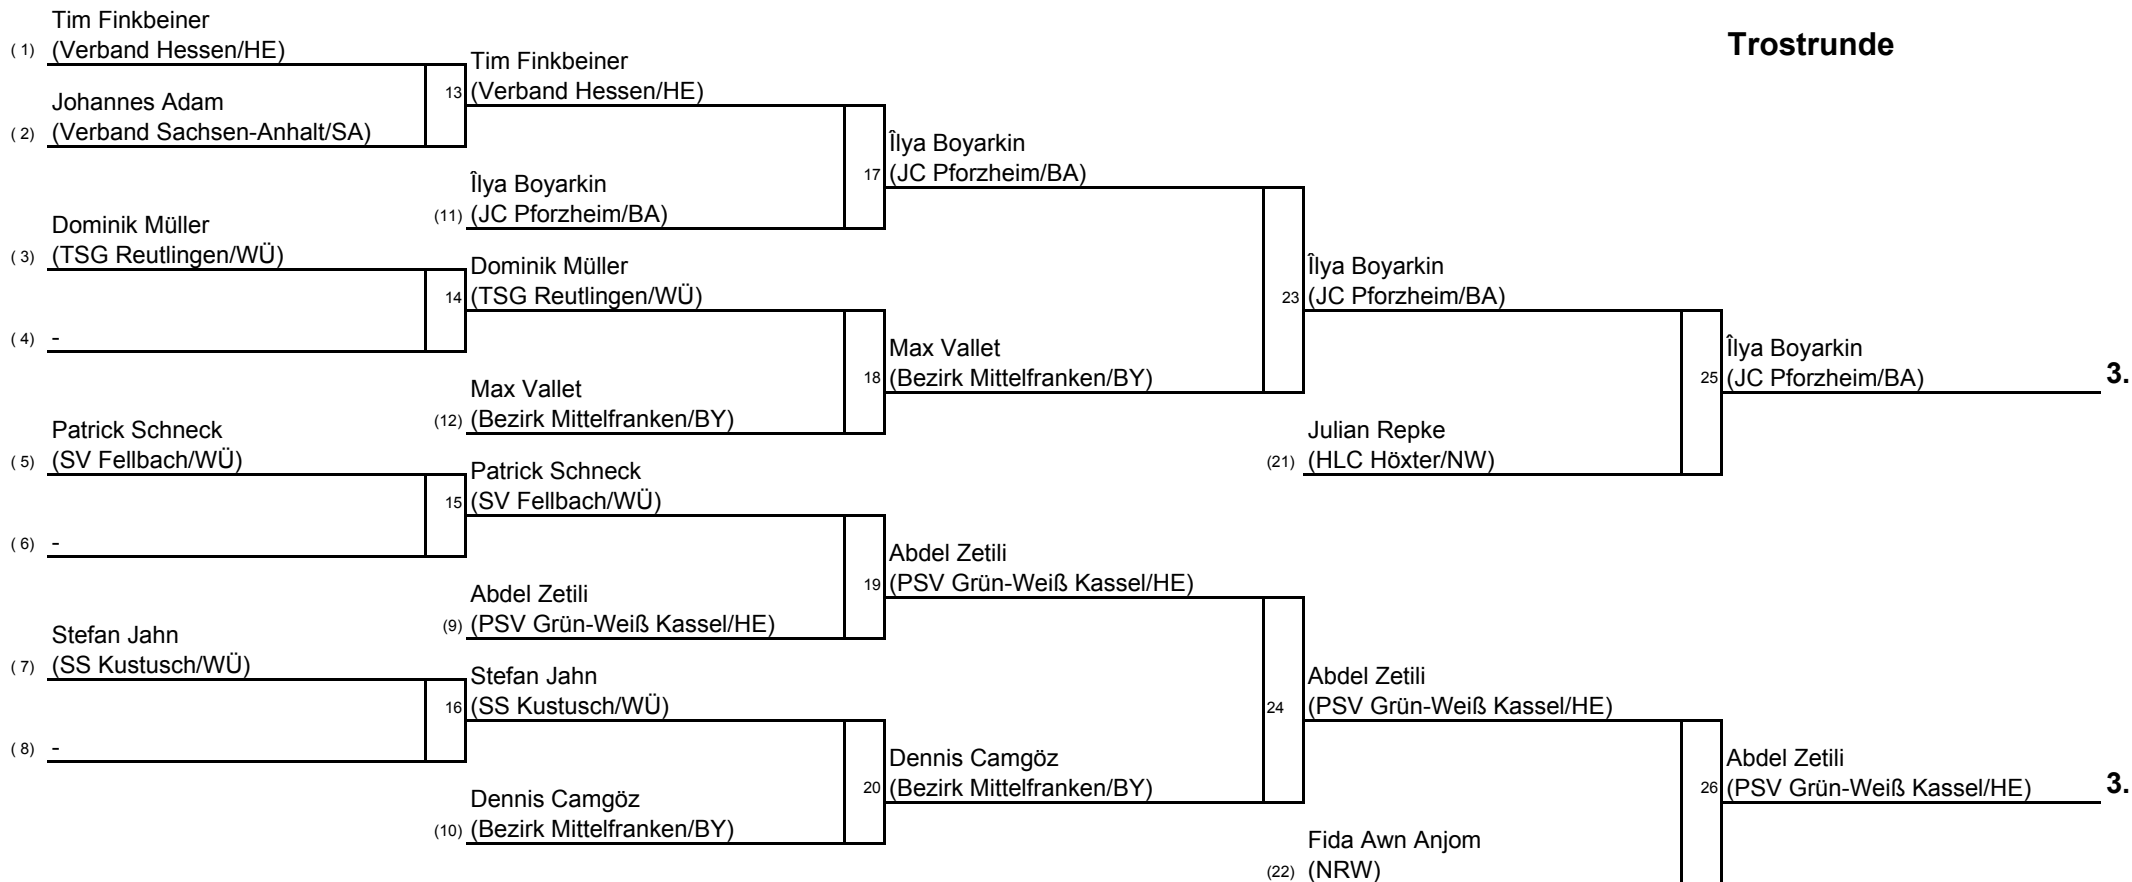 Trostrunde
Tim Finkbeiner
( 1) (Verband Hessen/HE)
Johannes Adam
( 2) (Verband Sachsen-Anhalt/SA)
Dominik Müller
( 3) (TSG Reutlingen/WÜ)
( 4) -
Patrick Schneck
( 5) (SV Fellbach/WÜ)
( 6) -
Stefan Jahn
( 7) (SS Kustusch/WÜ)
( 8) -
Tim Finkbeiner
13 (Verband Hessen/HE)
Îlya Boyarkin
(11) (JC Pforzheim/BA)
Dominik Müller
14 (TSG Reutlingen/WÜ)
Max Vallet
(12) (Bezirk Mittelfranken/BY)
Patrick Schneck
15 (SV Fellbach/WÜ)
Abdel Zetili
(9) (PSV Grün-Weiß Kassel/HE)
Stefan Jahn
16 (SS Kustusch/WÜ)
Dennis Camgöz
(10) (Bezirk Mittelfranken/BY)
Îlya Boyarkin
17 (JC Pforzheim/BA)
Max Vallet
18 (Bezirk Mittelfranken/BY)
Abdel Zetili
19 (PSV Grün-Weiß Kassel/HE)
Dennis Camgöz
20 (Bezirk Mittelfranken/BY)
Îlya Boyarkin
23 (JC Pforzheim/BA)
Julian Repke
(21) (HLC Höxter/NW)
Abdel Zetili
24 (PSV Grün-Weiß Kassel/HE)
Fida Awn Anjom
(22) (NRW)
Îlya Boyarkin
25 (JC Pforzheim/BA) 3.
Abdel Zetili
26 (PSV Grün-Weiß Kassel/HE) 3.